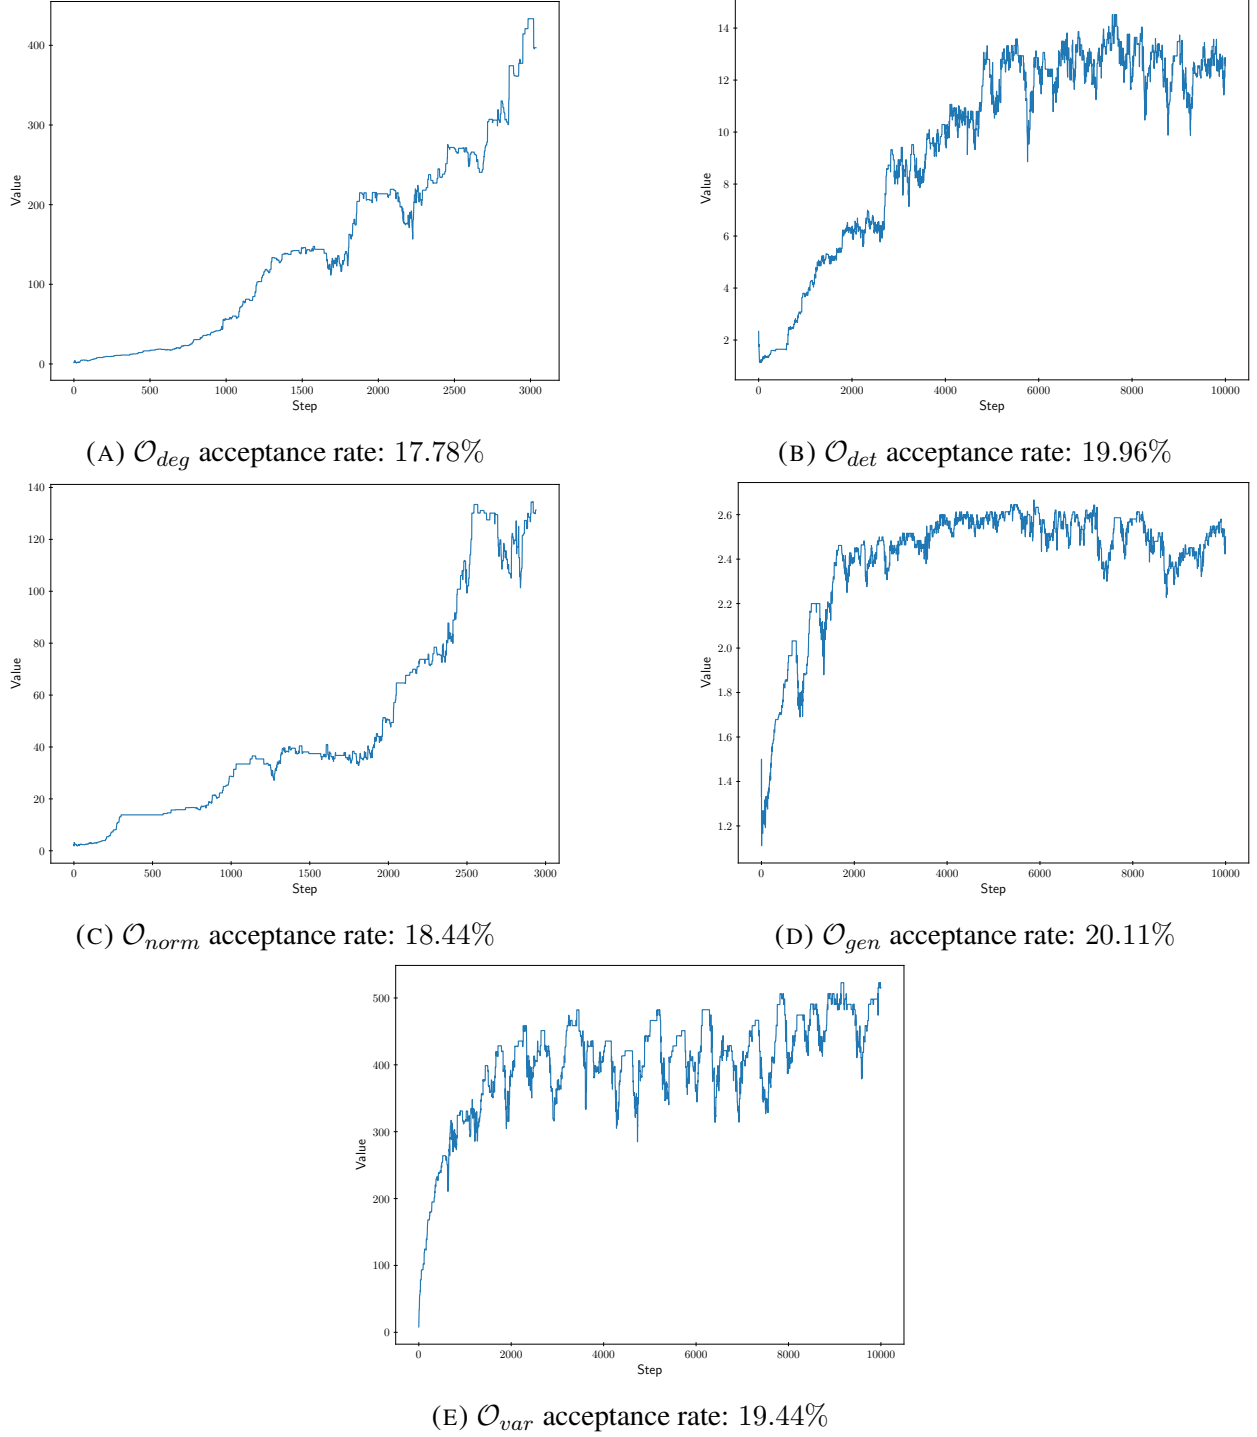 400
300
200
100
0
Value
0 500 1000 1500 2000 2500 3000
Step
(A) 𝒪_deg acceptance rate: 17.78%
14
12
10
8
6
4
2
Value
0 2000 4000 6000 8000 10000
Step
(B) 𝒪_det acceptance rate: 19.96%
140
120
100
80
60
40
20
0
Value
0 500 1000 1500 2000 2500 3000
Step
(C) 𝒪_norm acceptance rate: 18.44%
2.6
2.4
2.2
2.0
1.8
1.6
1.4
1.2
Value
0 2000 4000 6000 8000 10000
Step
(D) 𝒪_gen acceptance rate: 20.11%
500
400
300
200
100
0
Value
0 2000 4000 6000 8000 10000
Step
(E) 𝒪_var acceptance rate: 19.44%